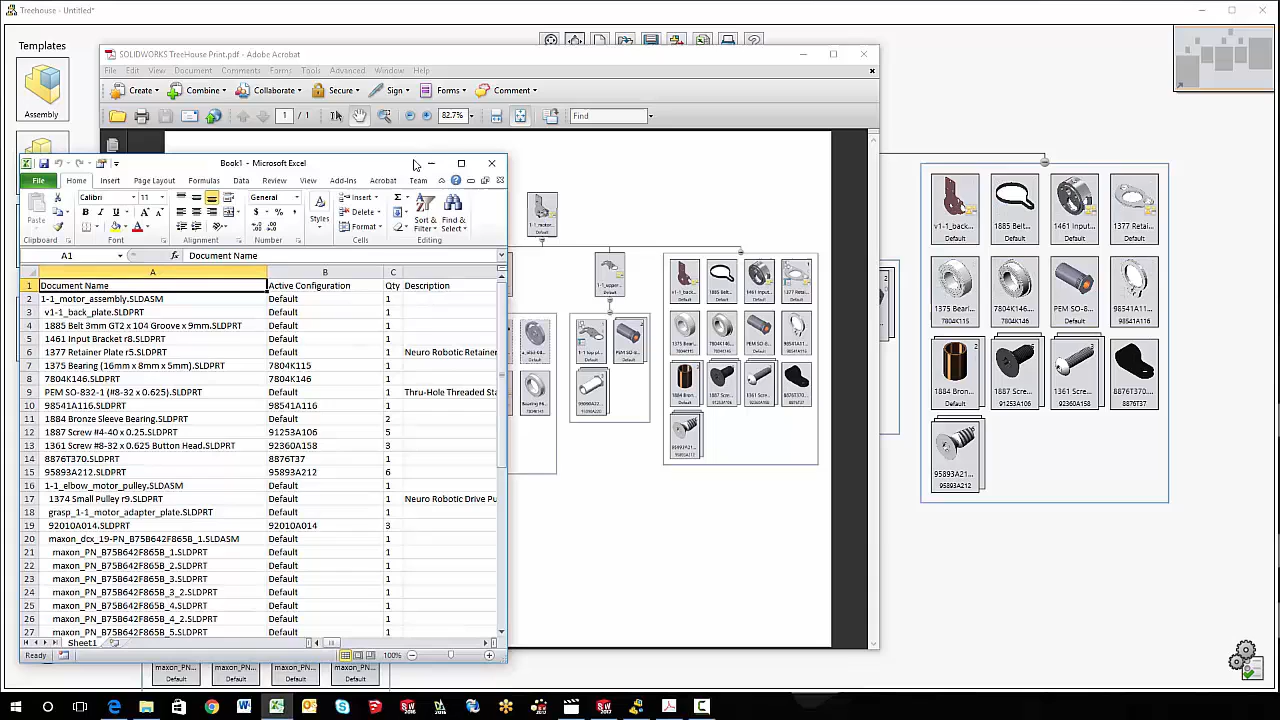 Treehouse - Untitled*
Templates
Assembly
SOLIDWORKS TreeHouse Print.pdf - Adobe Acrobat
File Edit View Document Comments Forms Tools Advanced Window Help
Create Combine Collaborate Secure Sign Forms Comment
1 / 1 82.7% Find
Book1 - Microsoft Excel
File Home Insert Page Layout Formulas Data Review View Add-Ins Acrobat Team
Paste Calibri 11 General Styles Insert Delete Format Sort & Filter Find & Select
Clipboard Font Alignment Number Cells Editing
A1 Document Name
A B C
1 Document Name Active Configuration Qty Description
2 1-1_motor_assembly.SLDASM Default 1
3 v1-1_back_plate.SLDPRT Default 1
4 1885 Belt 3mm GT2 x 104 Groove x 9mm.SLDPRT Default 1
5 1461 Input Bracket r8.SLDPRT Default 1
6 1377 Retainer Plate r5.SLDPRT Default 1 Neuro Robotic Retainer
7 1375 Bearing (16mm x 8mm x 5mm).SLDPRT 7804K115 1
8 7804K146.SLDPRT 7804K146 1
9 PEM SO-832-1 (#8-32 x 0.625).SLDPRT Default 1 Thru-Hole Threaded Sta
10 98541A116.SLDPRT 98541A116 1
11 1884 Bronze Sleeve Bearing.SLDPRT Default 2
12 1887 Screw #4-40 x 0.25.SLDPRT 91253A106 5
13 1361 Screw #8-32 x 0.625 Button Head.SLDPRT 92360A158 3
14 8876T370.SLDPRT 8876T37 1
15 95893A212.SLDPRT 95893A212 6
16 1-1_elbow_motor_pulley.SLDASM Default 1
17 1374 Small Pulley r9.SLDPRT Default 1 Neuro Robotic Drive Pu
18 grasp_1-1_motor_adapter_plate.SLDPRT Default 1
19 92010A014.SLDPRT 92010A014 3
20 maxon_dcx_19-PN_B75B642F865B_1.SLDASM Default 1
21 maxon_PN_B75B642F865B_1.SLDPRT Default 1
22 maxon_PN_B75B642F865B_2.SLDPRT Default 1
23 maxon_PN_B75B642F865B_3.SLDPRT Default 1
24 maxon_PN_B75B642F865B_3_2.SLDPRT Default 1
25 maxon_PN_B75B642F865B_4.SLDPRT Default 1
26 maxon_PN_B75B642F865B_4_2.SLDPRT Default 1
27 maxon_PN_B75B642F865B_5.SLDPRT Default 1
Sheet1
Ready 100%
v1-1_back... 1885 Belt... 1461 Input... 1377 Retai...
Default Default Default Default
1375 Beari... 7804K146.... PEM SO-8... 98541A11...
7804K115 7804K146 Default 98541A116
1884 Bron... 1887 Scre... 1361 Scre... 8876T370....
Default 91253A106 92360A158 8876T37
95893A21...
95893A212
maxon_PN... maxon_PN... maxon_PN... maxon_PN...
Default Default Default Default